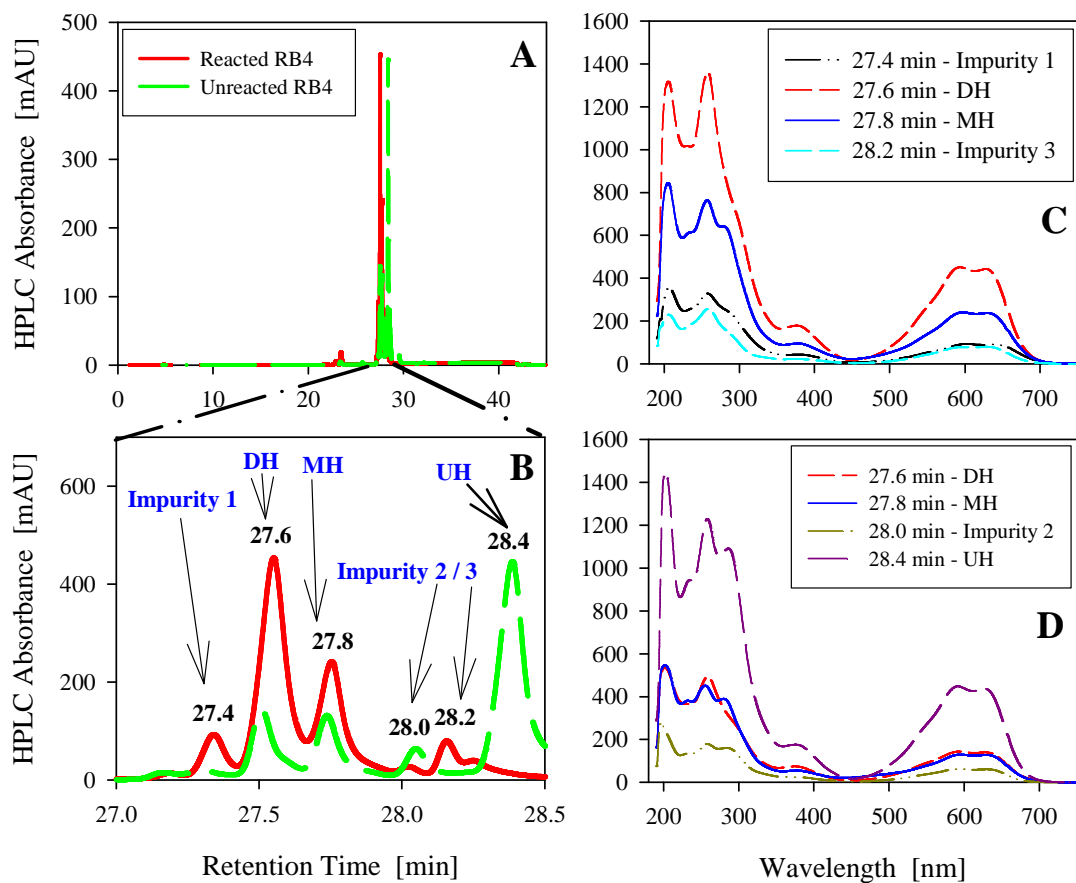 HPLC Absorbance [mAU]
500
400
300
200
100
0
Reacted RB4
Unreacted RB4
A
0
20
30
40
HPLC Absorbance [mAU]
600
400
200
0
B
Impurity 1
DH
MH
Impurity 2 / 3
UH
27.4
27.6
27.8
28.0
28.2
28.4
27.0
27.5
28.0
28.5
Retention Time [min]
1600
1400
1200
1000
800
600
400
200
0
27.4 min - Impurity 1
27.6 min - DH
27.8 min - MH
28.2 min - Impurity 3
C
200
300
400
500
600
700
1600
1400
1200
1000
800
600
400
200
0
27.6 min - DH
27.8 min - MH
28.0 min - Impurity 2
28.4 min - UH
D
200
300
400
500
600
700
Wavelength [nm]